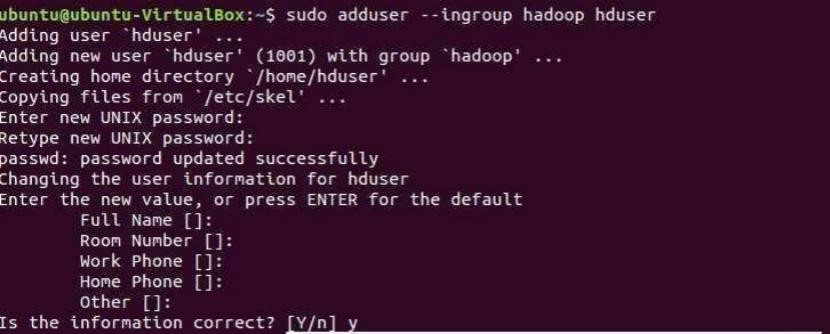 ubuntu@ubuntu-VirtualBox:~$ sudo adduser --ingroup hadoop hduser
Adding user `hduser' ...
Adding new user `hduser' (1001) with group `hadoop' ...
Creating home directory `/home/hduser' ...
Copying files from `/etc/skel' ...
Enter new UNIX password:
Retype new UNIX password:
passwd: password updated successfully
Changing the user information for hduser
Enter the new value, or press ENTER for the default
Full Name []:
Room Number []:
Work Phone []:
Home Phone []:
Other []:
Is the information correct? [Y/n] y